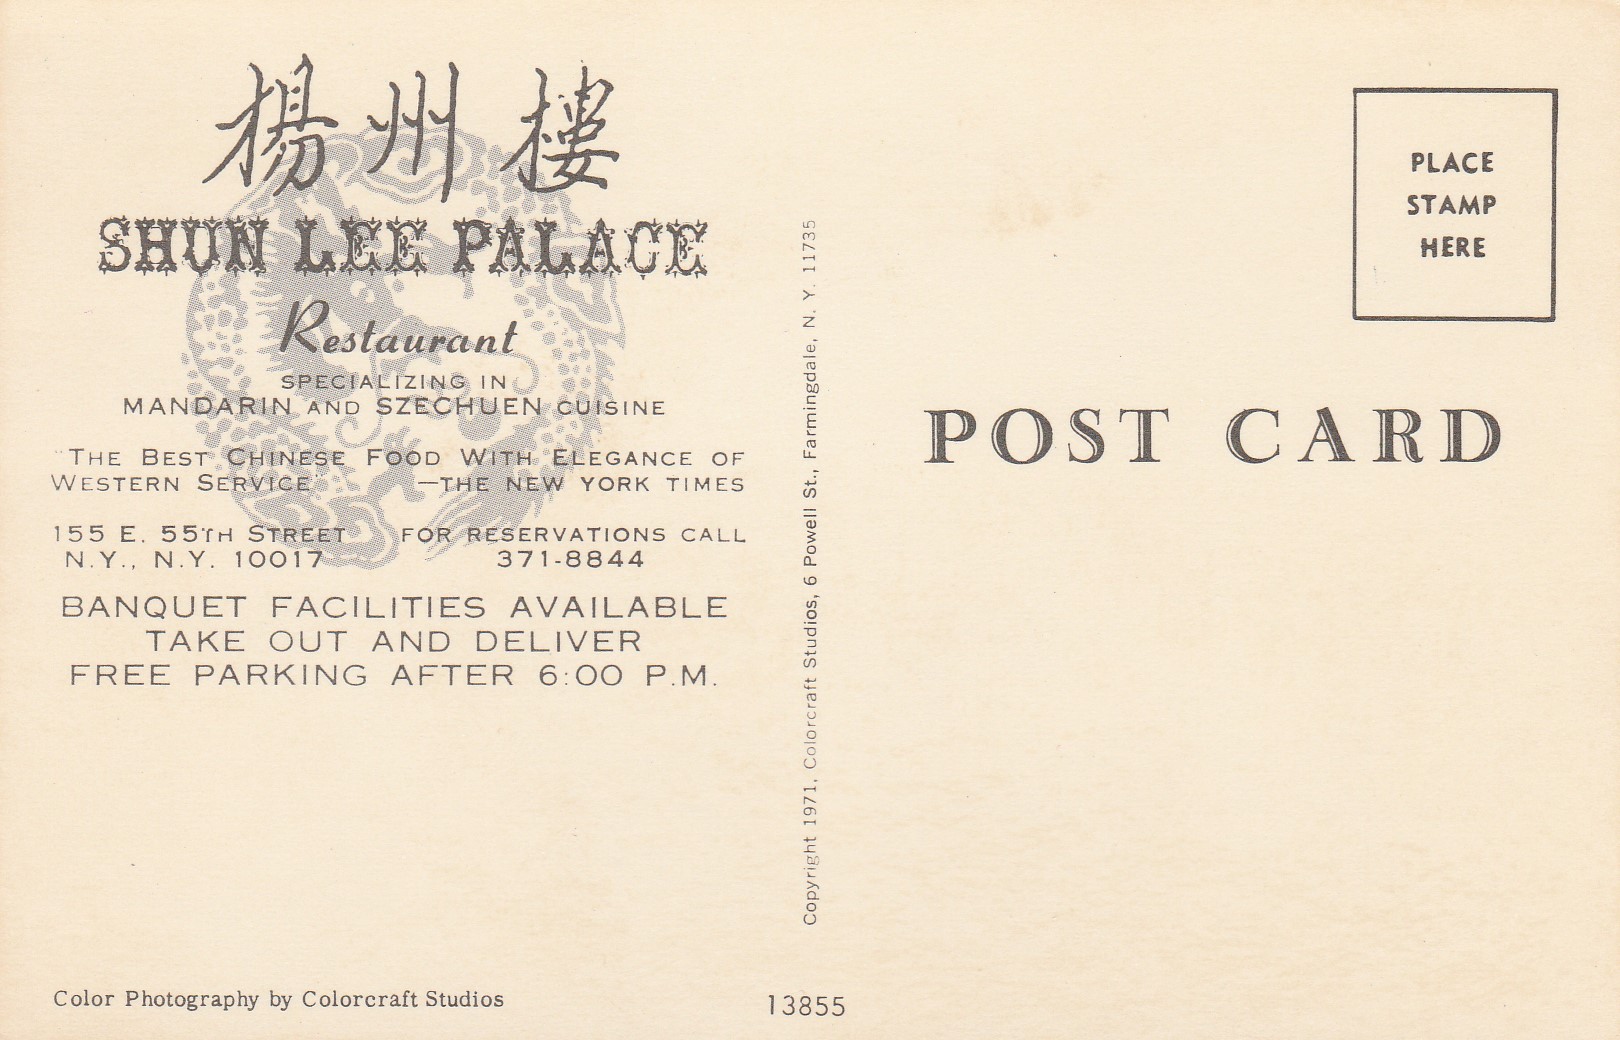 揚州樓
SHUN LEE PALACE
Restaurant
SPECIALIZING IN
MANDARIN AND SZECHUEN CUISINE
"THE BEST CHINESE FOOD WITH ELEGANCE OF
WESTERN SERVICE" —THE NEW YORK TIMES
155 E. 55TH STREET FOR RESERVATIONS CALL
N.Y., N.Y. 10017 371-8844
BANQUET FACILITIES AVAILABLE
TAKE OUT AND DELIVER
FREE PARKING AFTER 6:00 P.M.
Color Photography by Colorcraft Studios
13855
Copyright 1971, Colorcraft Studios, 6 Powell St., Farmingdale, N. Y. 11735
PLACE
STAMP
HERE
POST CARD